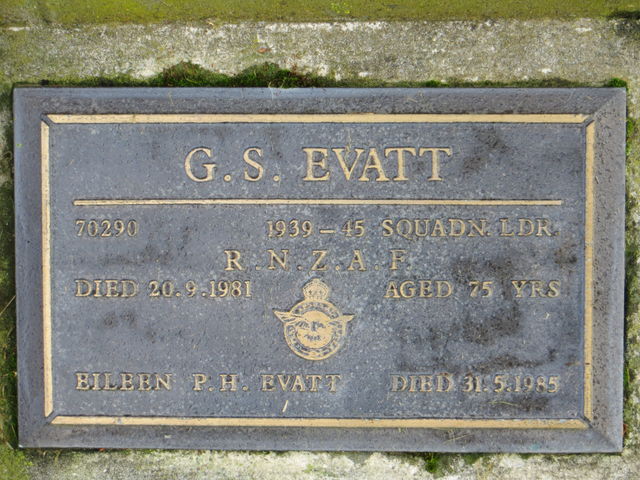 G.S. EVATT
70290 1939-45 SQUADN. LDR.
R.N.Z.A.F.
DIED 20.9.1981 AGED 75 YRS
EILEEN P.H. EVATT DIED 31.5.1985